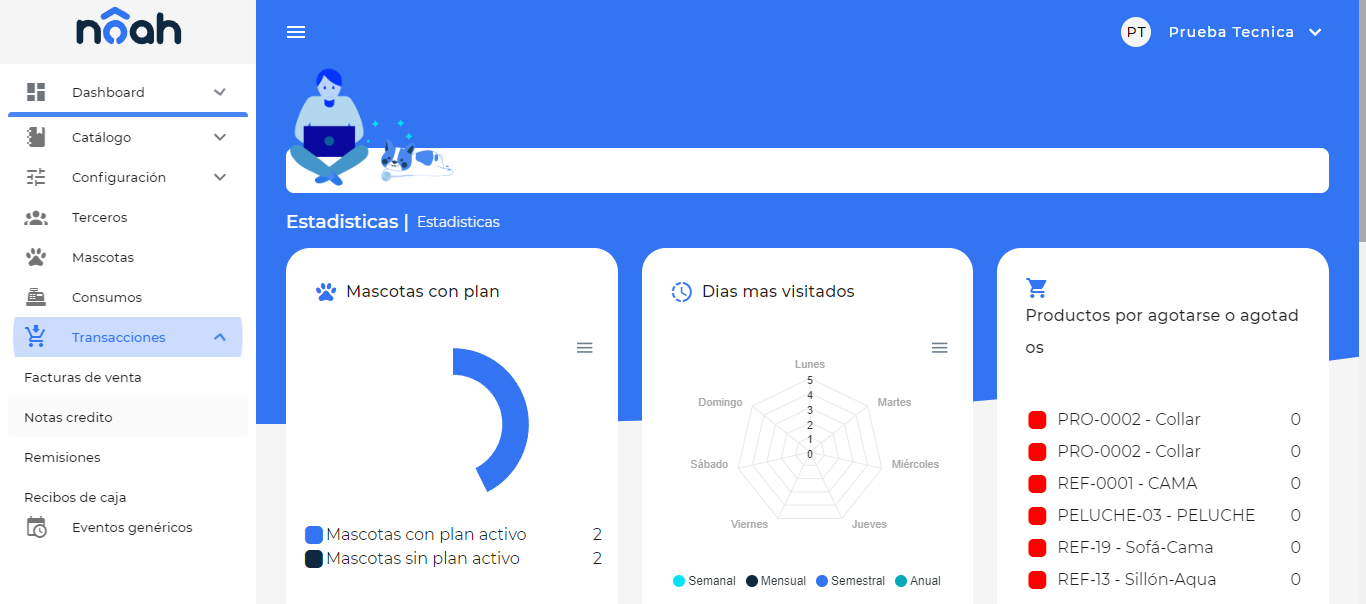 nôah
PT Prueba Tecnica
Dashboard
Catálogo
Configuración
Terceros
Mascotas
Consumos
Transacciones
Facturas de venta
Notas credito
Remisiones
Recibos de caja
Eventos genéricos
Estadisticas | Estadisticas
Mascotas con plan
Mascotas con plan activo 2
Mascotas sin plan activo 2
Dias mas visitados
Lunes
5
4
3
2
1
0
Domingo
Martes
Sábado
Miércoles
Viernes
Jueves
Semanal Mensual Semestral Anual
Productos por agotarse o agotad
os
PRO-0002 - Collar 0
PRO-0002 - Collar 0
REF-0001 - CAMA 0
PELUCHE-03 - PELUCHE 0
REF-19 - Sofá-Cama 0
REF-13 - Sillón-Aqua 0